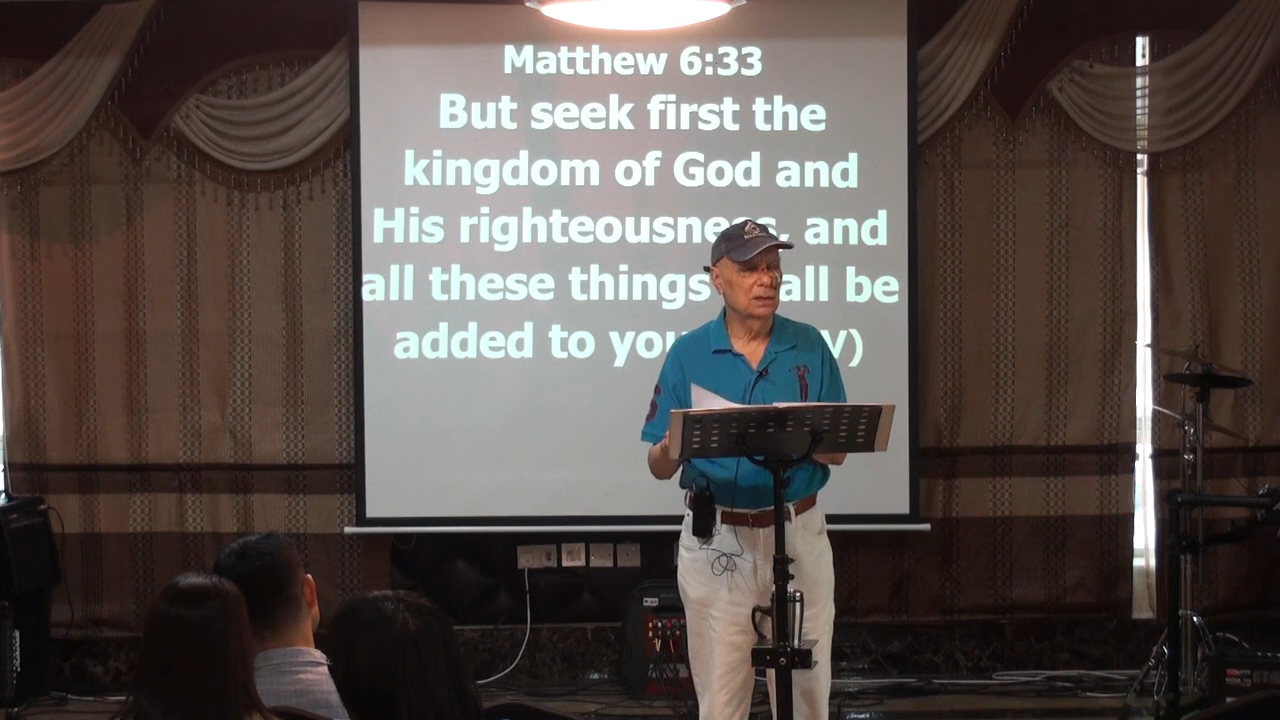 Matthew 6:33
But seek first the
kingdom of God and
His righteousness, and
all these things all be
added to you V)